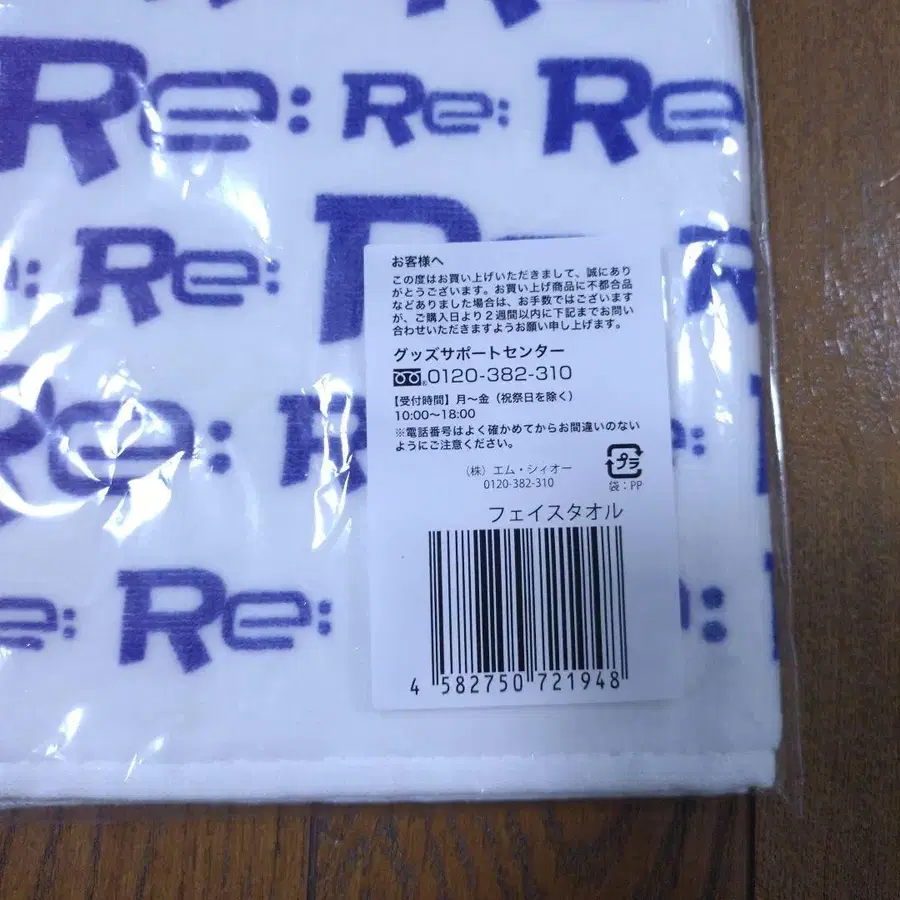 Re: Re: Re
Re: R
お客様へ
この度はお買い上げいただきまして、誠にあり
がとうございます。お買い上げ商品に不都合品
などありました場合は、お手数ではございます
が、ご購入日より2週間以内に下記までお問い
合わせいただきますようお願い申し上げます。
グッズサポートセンター
0120-382-310
【受付時間】月～金（祝祭日を除く）
10:00～18:00
※電話番号はよく確かめてからお間違いのない
ようにご注意ください。
（株）エム・シィオー
0120-382-310
プラ
袋：PP
フェイスタオル
4 582750 721948
Re: R
e: Re: